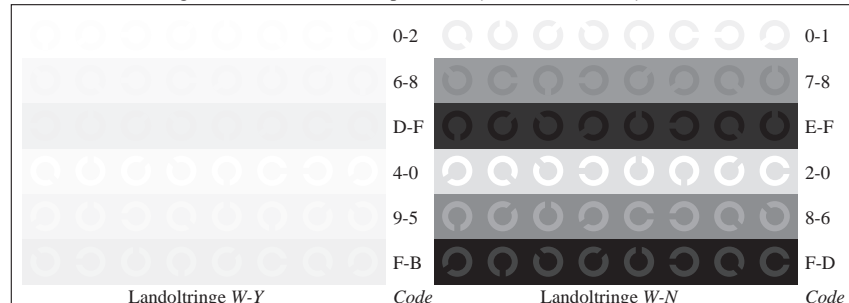 0-2 0-1
6-8 7-8
D-F E-F
4-0 2-0
9-5 8-6
F-B F-D
Landoltringe W-Y Code Landoltringe W-N Code